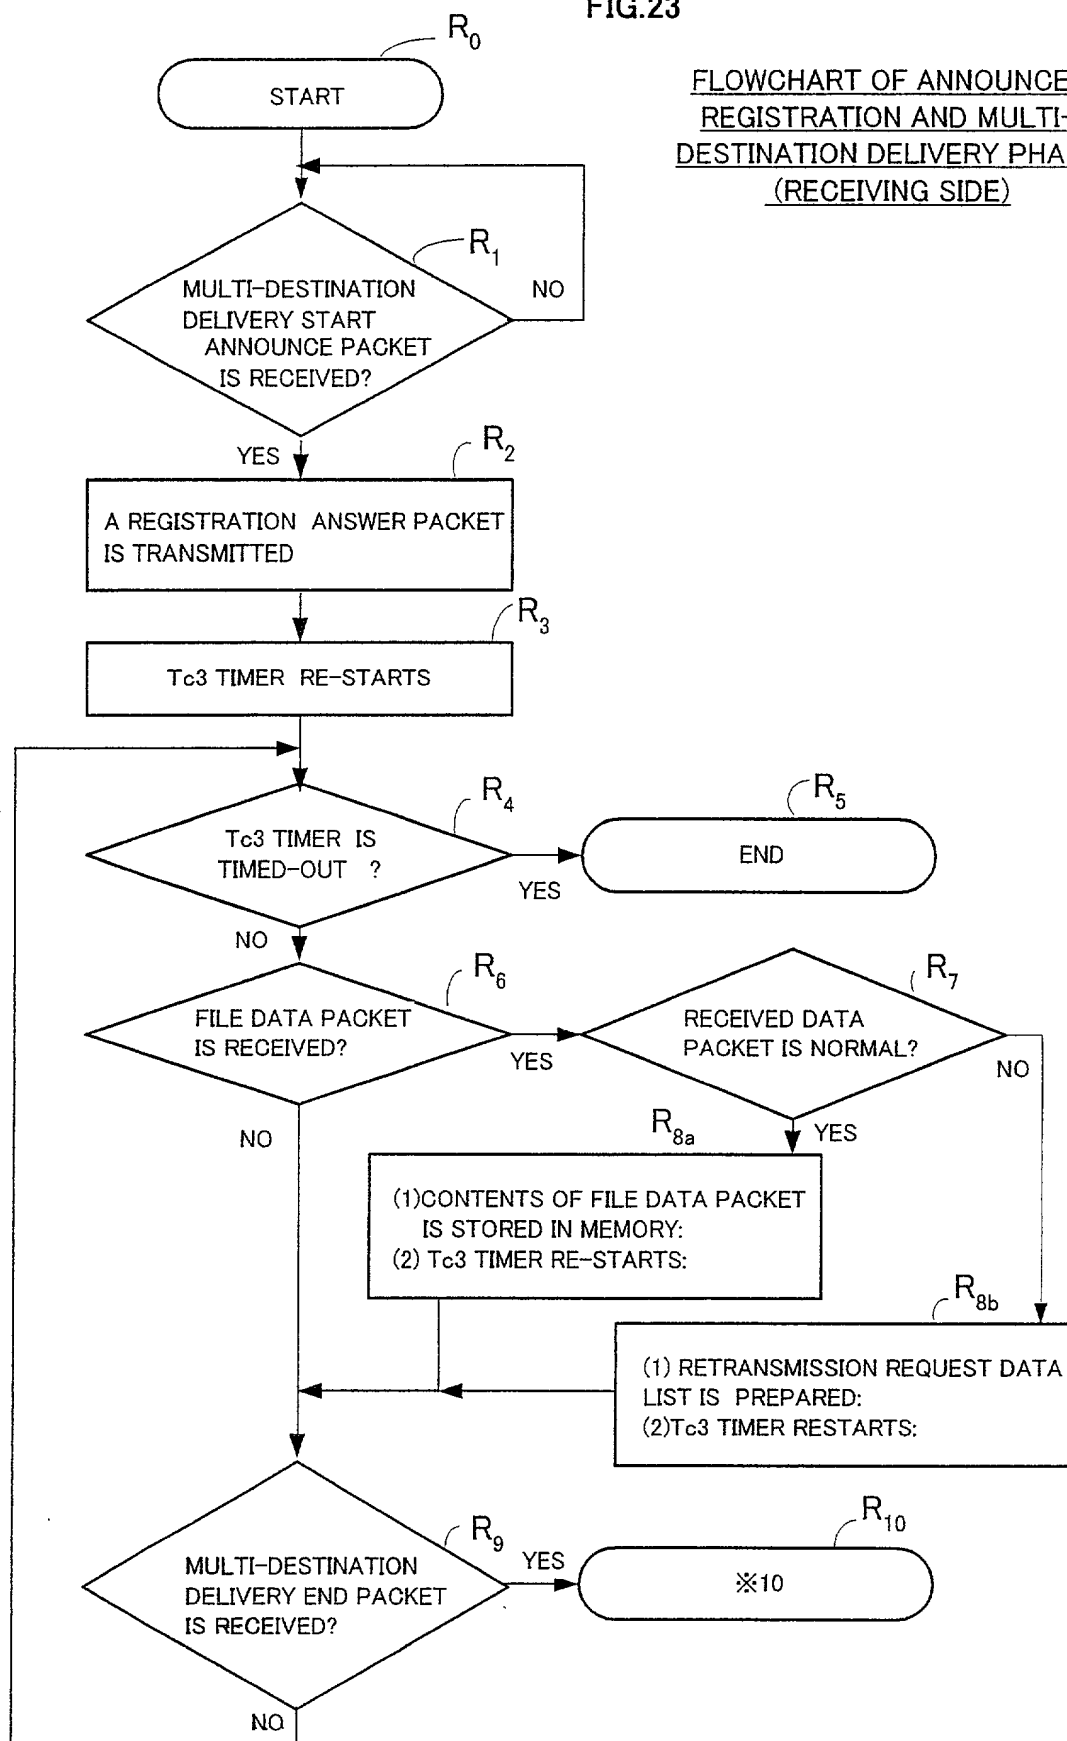 FIG.23
R0
START
FLOWCHART OF ANNOUNCE
REGISTRATION AND MULTI-
DESTINATION DELIVERY PHA
(RECEIVING SIDE)
R1
MULTI-DESTINATION
DELIVERY START
ANNOUNCE PACKET
IS RECEIVED?
NO
YES
R2
A REGISTRATION ANSWER PACKET
IS TRANSMITTED
R3
Tc3 TIMER RE-STARTS
R4
Tc3 TIMER IS
TIMED-OUT ?
YES
R5
END
NO
R6
FILE DATA PACKET
IS RECEIVED?
YES
R7
RECEIVED DATA
PACKET IS NORMAL?
NO
NO
YES
R8a
(1)CONTENTS OF FILE DATA PACKET
IS STORED IN MEMORY:
(2) Tc3 TIMER RE-STARTS:
R8b
(1) RETRANSMISSION REQUEST DATA
LIST IS PREPARED:
(2)Tc3 TIMER RESTARTS:
R9
MULTI-DESTINATION
DELIVERY END PACKET
IS RECEIVED?
YES
R10
※10
NO